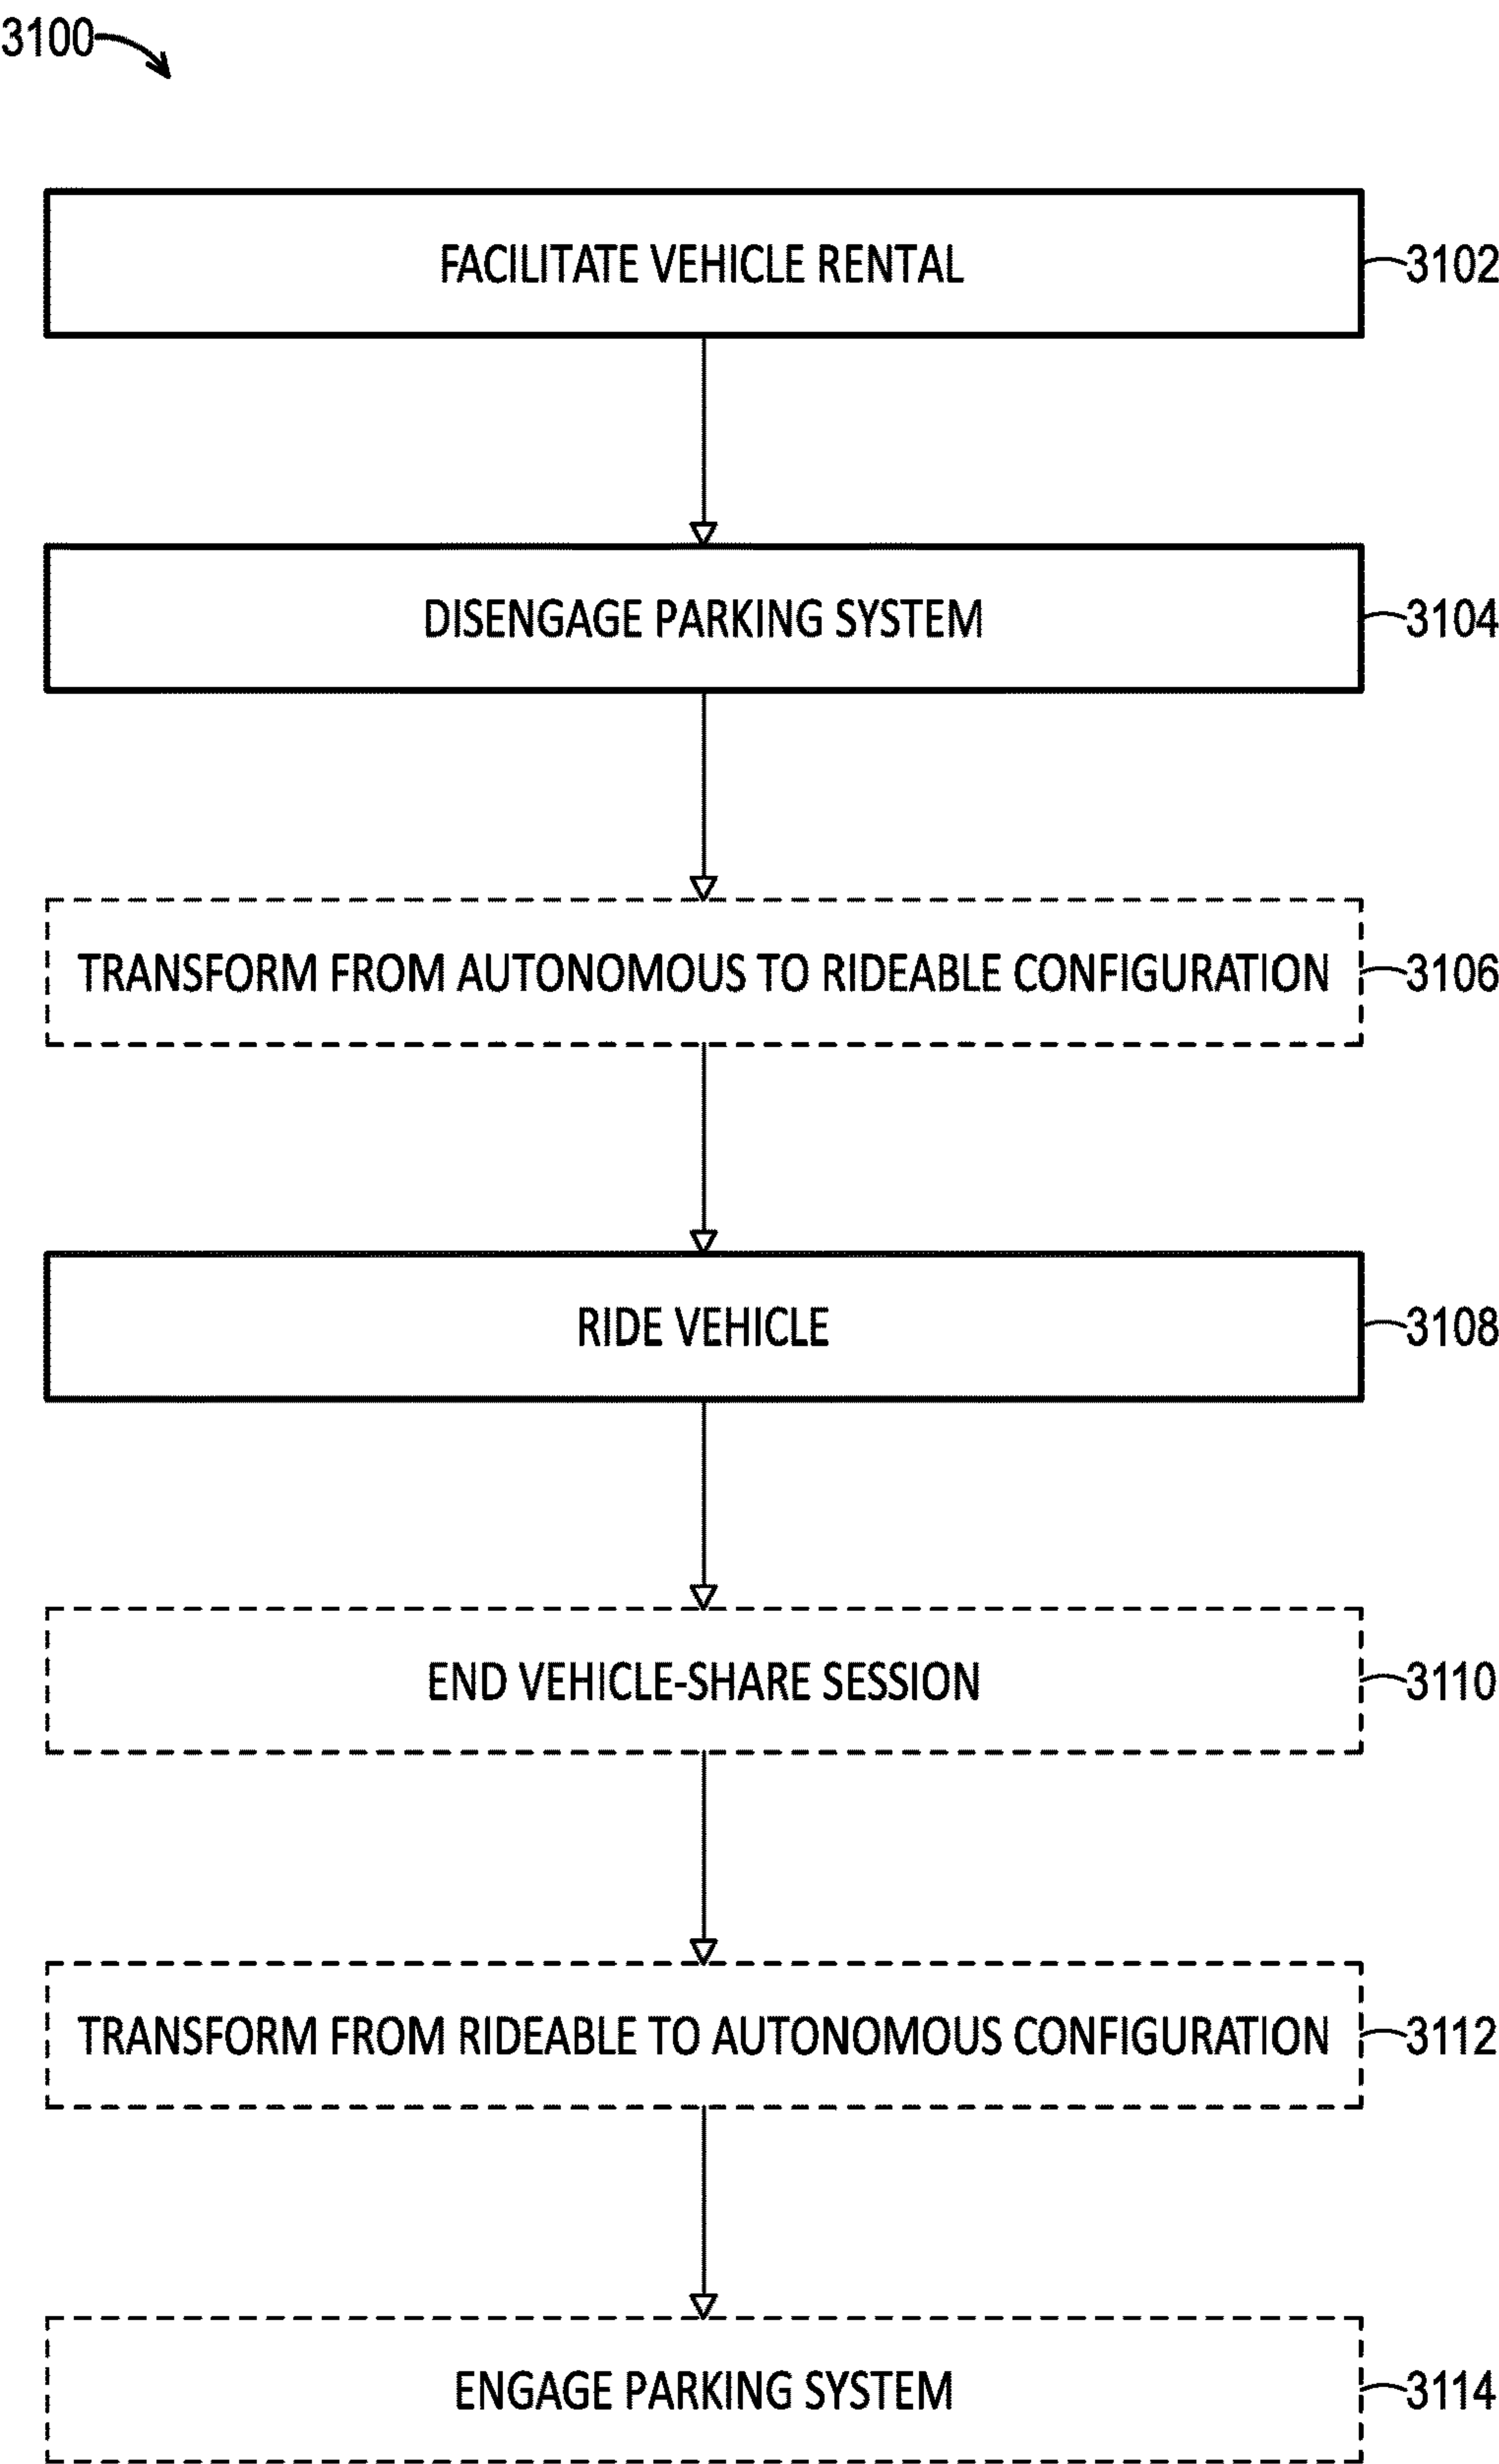 3100
FACILITATE VEHICLE RENTAL
3102
DISENGAGE PARKING SYSTEM
3104
TRANSFORM FROM AUTONOMOUS TO RIDEABLE CONFIGURATION
3106
RIDE VEHICLE
3108
END VEHICLE-SHARE SESSION
3110
TRANSFORM FROM RIDEABLE TO AUTONOMOUS CONFIGURATION
3112
ENGAGE PARKING SYSTEM
3114